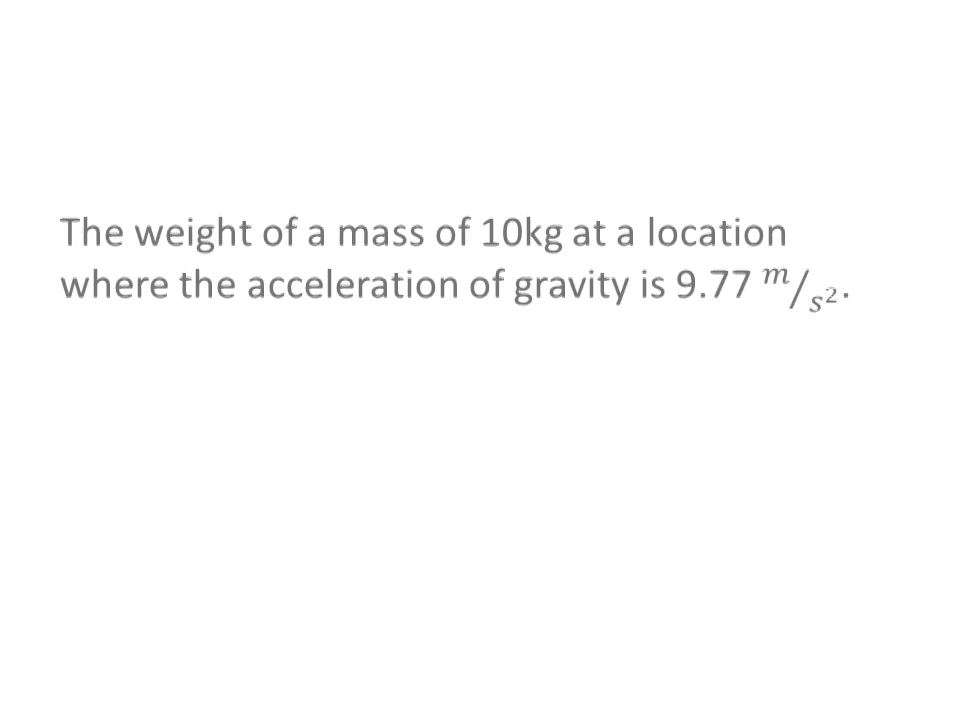 The weight of a mass of 10kg at a location
where the acceleration of gravity is 9.77 𝑚/𝑠².